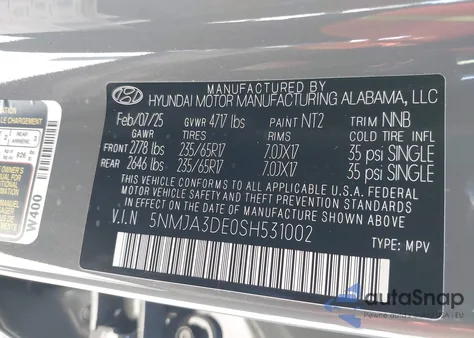 MANUFACTURED BY
HYUNDAI MOTOR MANUFACTURING ALABAMA, LLC
Feb/07/25 GVWR 4717 lbs PAINT NT2 TRIM NNB
GAWR TIRES RIMS COLD TIRE INFL
FRONT 2778 lbs 235/65R17 7.0JX17 35 psi SINGLE
REAR 2646 lbs 235/65R17 7.0JX17 35 psi SINGLE
THIS VEHICLE CONFORMS TO ALL APPLICABLE U.S.A. FEDERAL
MOTOR VEHICLE SAFETY STANDARDS IN EFFECT ON THE DATE OF
MANUFACTURE SHOWN ABOVE.
V.I.N 5NMJA3DE0SH531002
TYPE: MPV
CHARGEMENT
W400
autoSnap